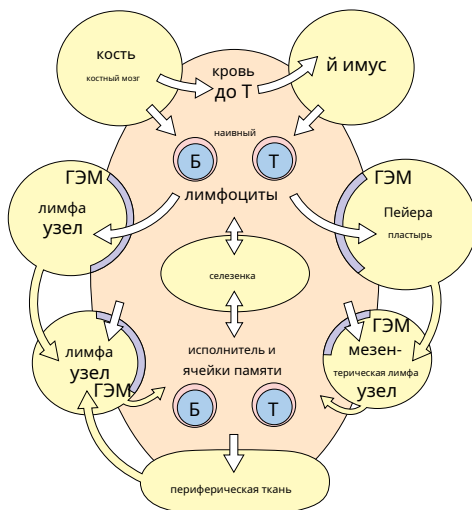 кость
костный мозг
кровь
до Т
й имус
наивный
Б
Т
лимфоциты
ГЭМ
лимфа
узел
ГЭМ
Пейера
пластырь
селезенка
лимфа
узел
ГЭМ
исполнитель и
ячейки памяти
Б
Т
ГЭМ
мезен-
терическая лимфа
узел
периферическая ткань